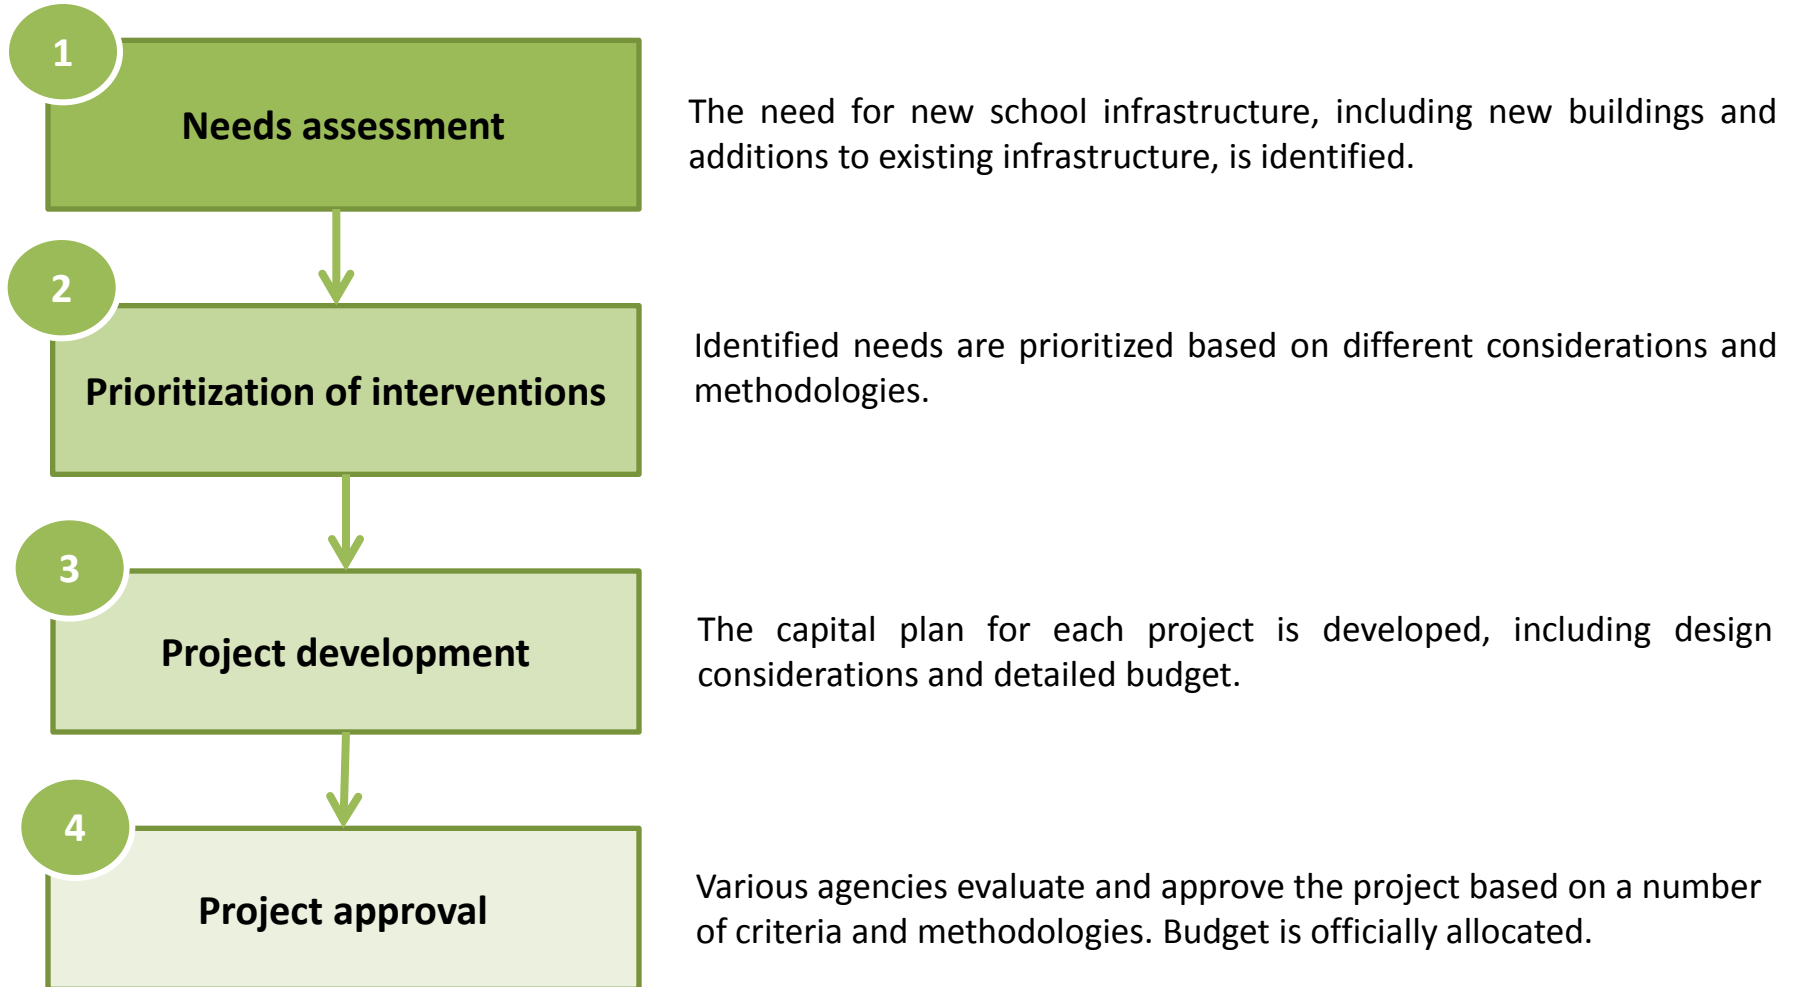 1
Needs assessment
The need for new school infrastructure, including new buildings and
additions to existing infrastructure, is identified.
2
Prioritization of interventions
Identified needs are prioritized based on different considerations and
methodologies.
3
Project development
The capital plan for each project is developed, including design
considerations and detailed budget.
4
Project approval
Various agencies evaluate and approve the project based on a number
of criteria and methodologies. Budget is officially allocated.